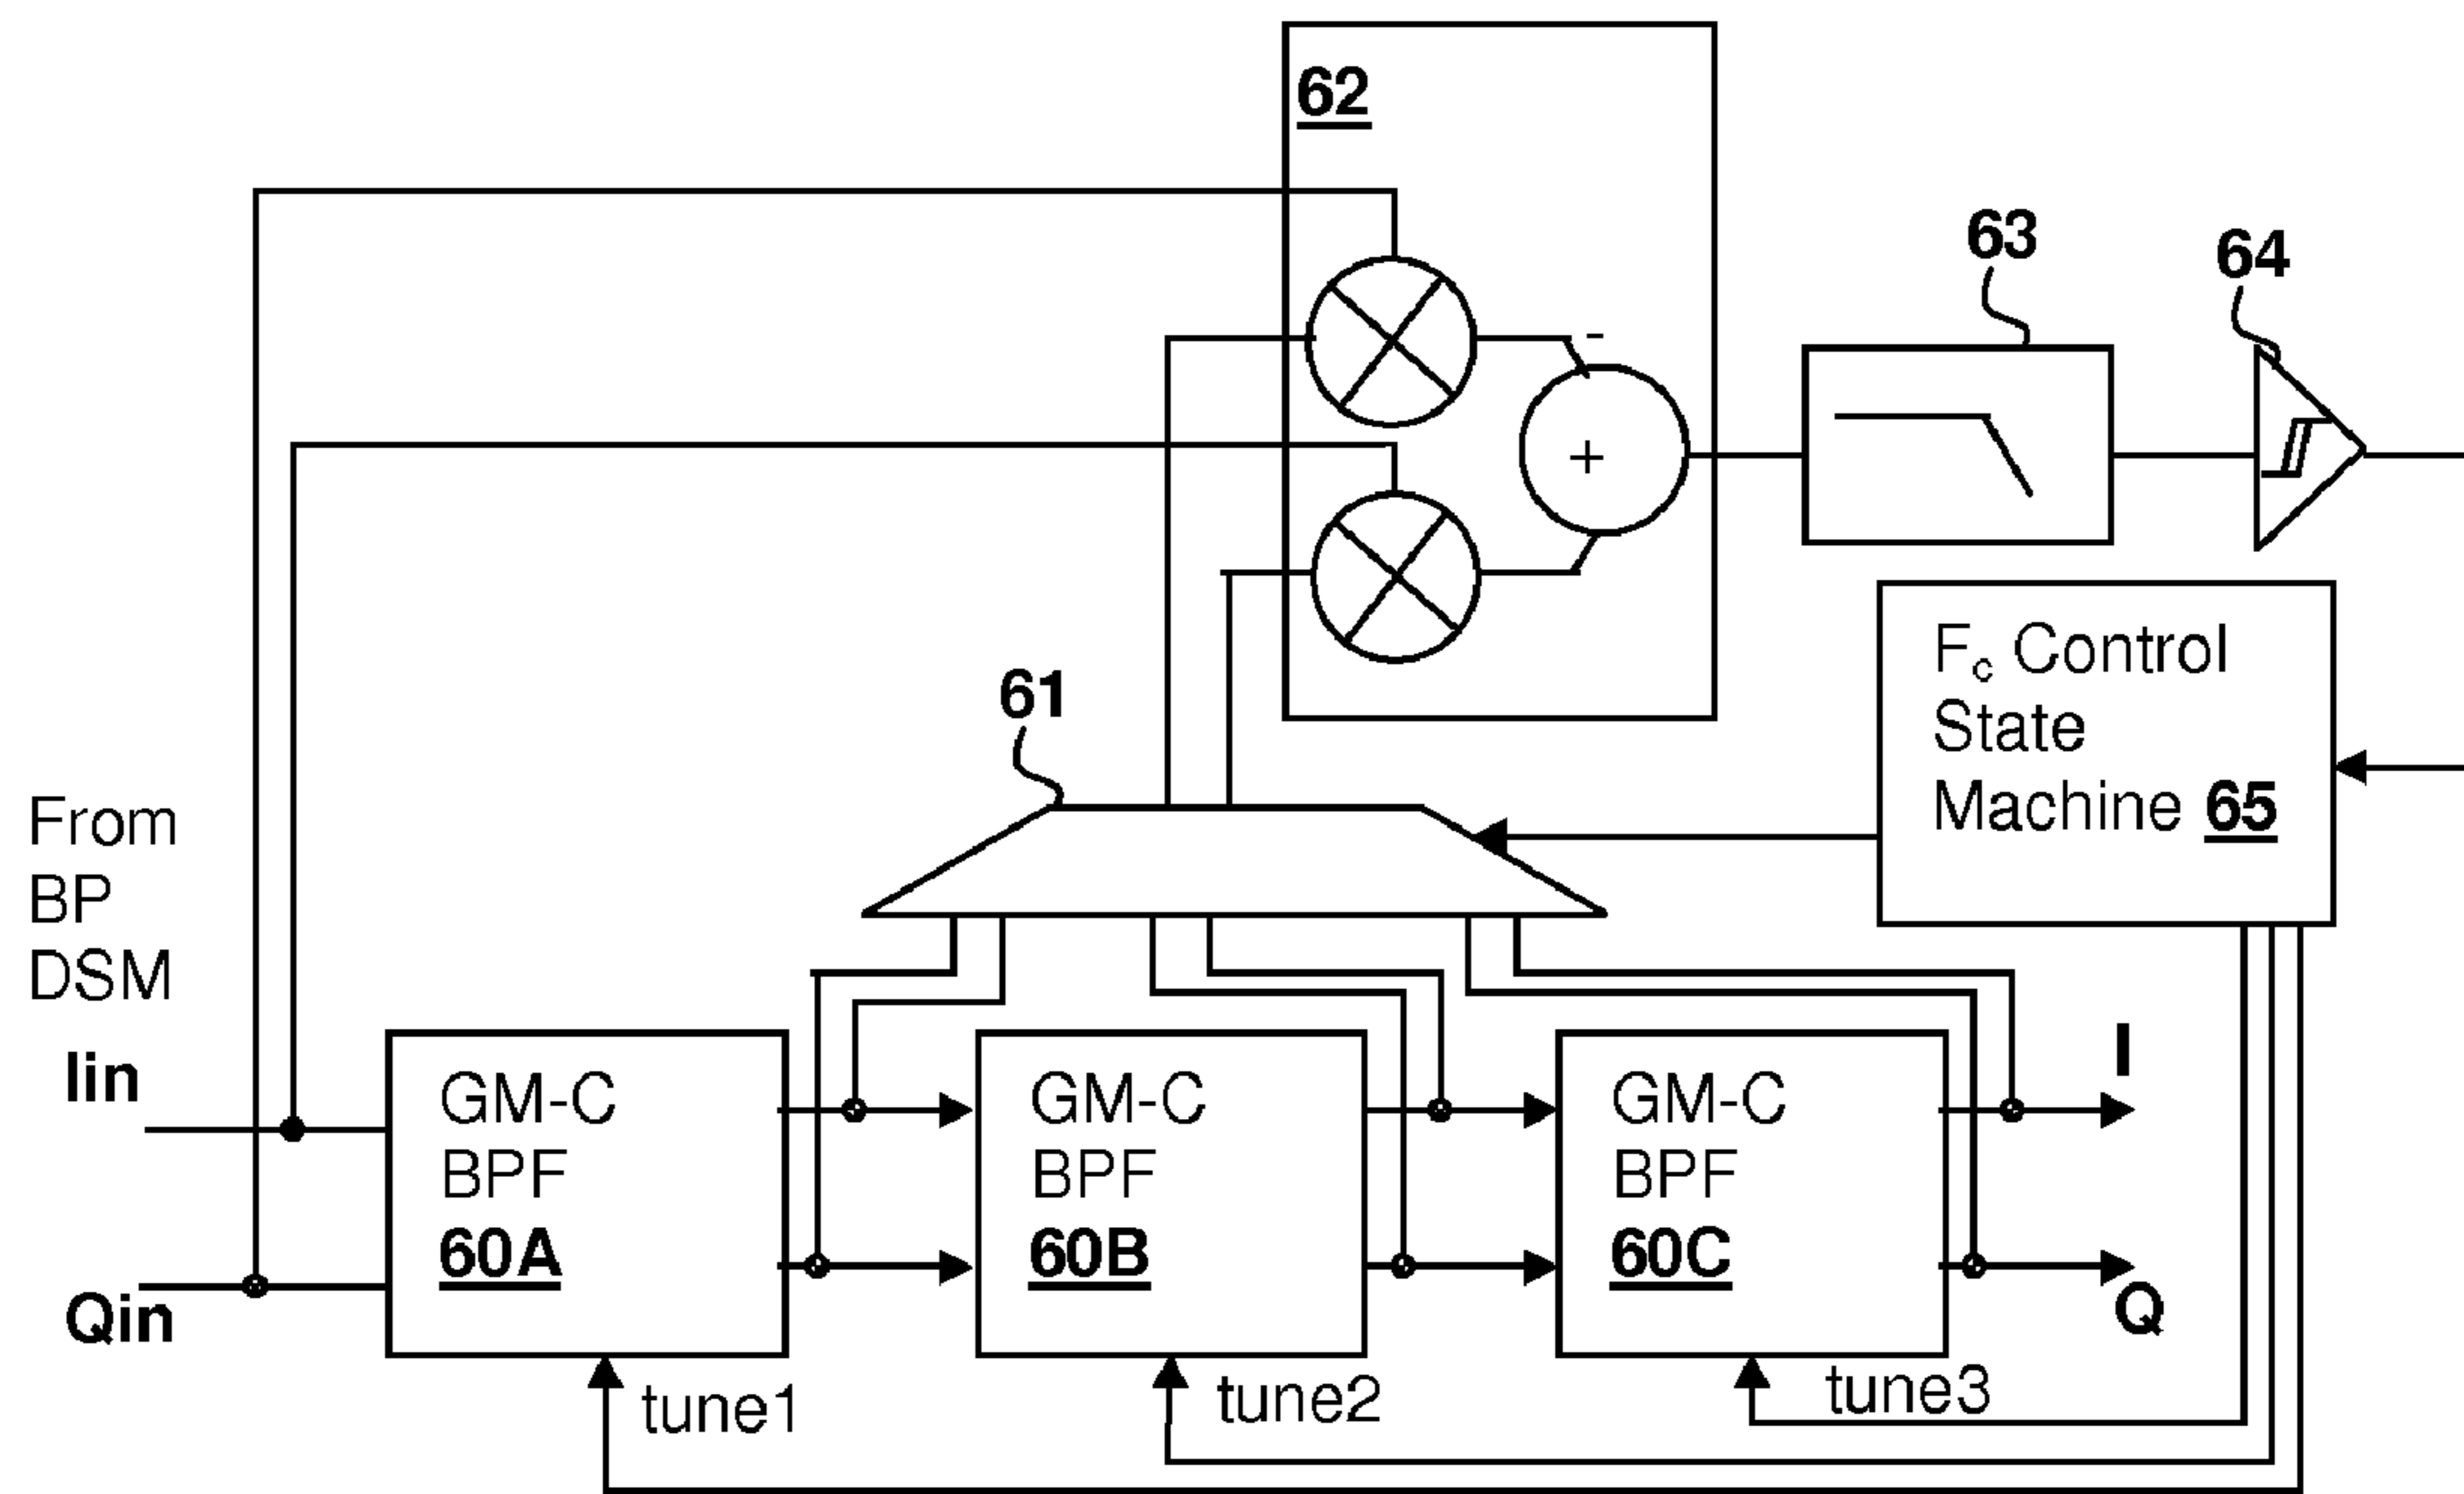 62
-
+
63
64
61
Fc Control
State
Machine 65
From
BP
DSM
Iin
Qin
GM-C
BPF
60A
GM-C
BPF
60B
GM-C
BPF
60C
I
Q
tune1
tune2
tune3